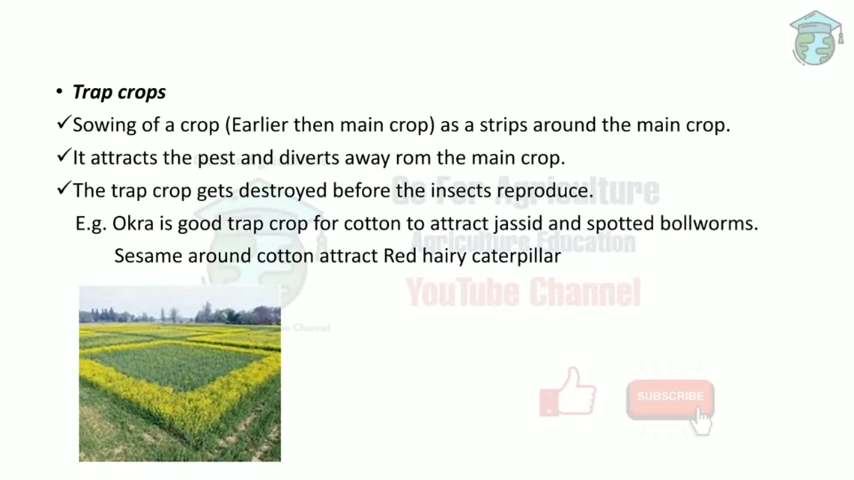 • Trap crops
✓Sowing of a crop (Earlier then main crop) as a strips around the main crop.
✓It attracts the pest and diverts away rom the main crop.
✓The trap crop gets destroyed before the insects reproduce.
Go For Agriculture
E.g. Okra is good trap crop for cotton to attract jassid and spotted bollworms.
Agriculture Education
Sesame around cotton attract Red hairy caterpillar
YouTube Channel
Channel
SUBSCRIBE